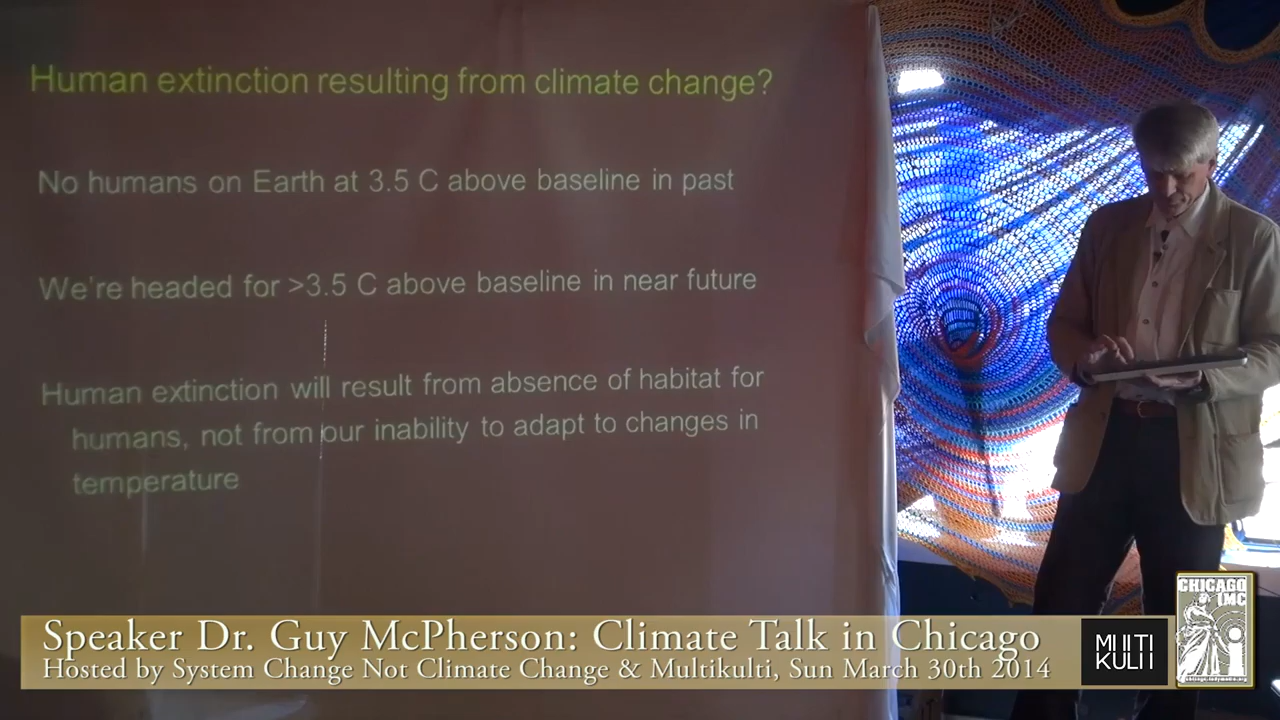 Human extinction resulting from climate change?
No humans on Earth at 3.5 C above baseline in past
We're headed for >3.5 C above baseline in near future
Human extinction will result from absence of habitat for
humans, not from our inability to adapt to changes in
temperature
Speaker Dr. Guy McPherson: Climate Talk in Chicago
Hosted by System Change Not Climate Change & Multikulti, Sun March 30th 2014
MULTI
KULTI
CHICAGO
IMC